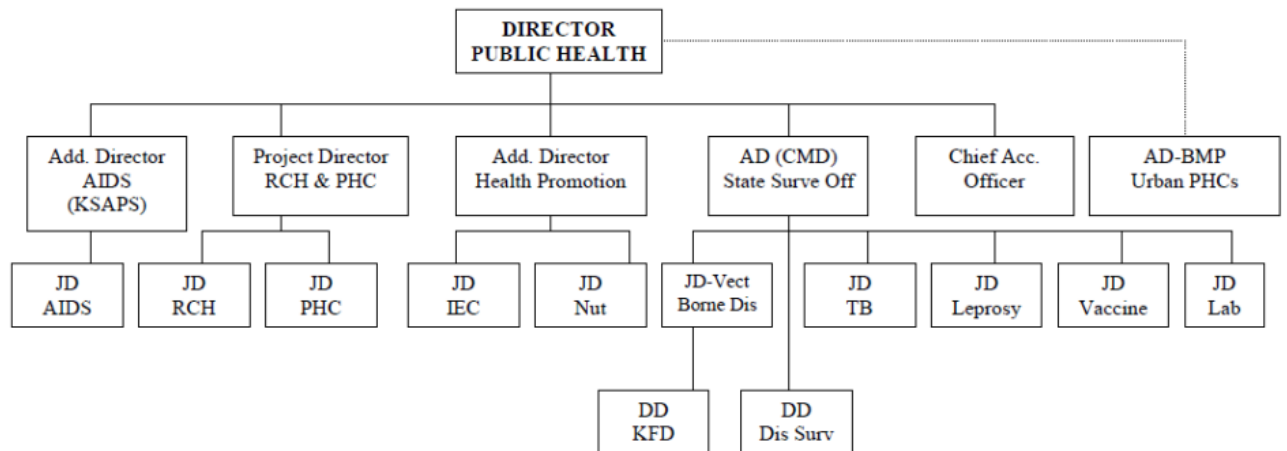 DIRECTOR
PUBLIC HEALTH
Add. Director
AIDS
(KSAPS)
Project Director
RCH & PHC
Add. Director
Health Promotion
AD (CMD)
State Surve Off
Chief Acc.
Officer
AD-BMP
Urban PHCs
JD
AIDS
JD
RCH
JD
PHC
JD
IEC
JD
Nut
JD-Vect
Borne Dis
JD
TB
JD
Leprosy
JD
Vaccine
JD
Lab
DD
KFD
DD
Dis Surv